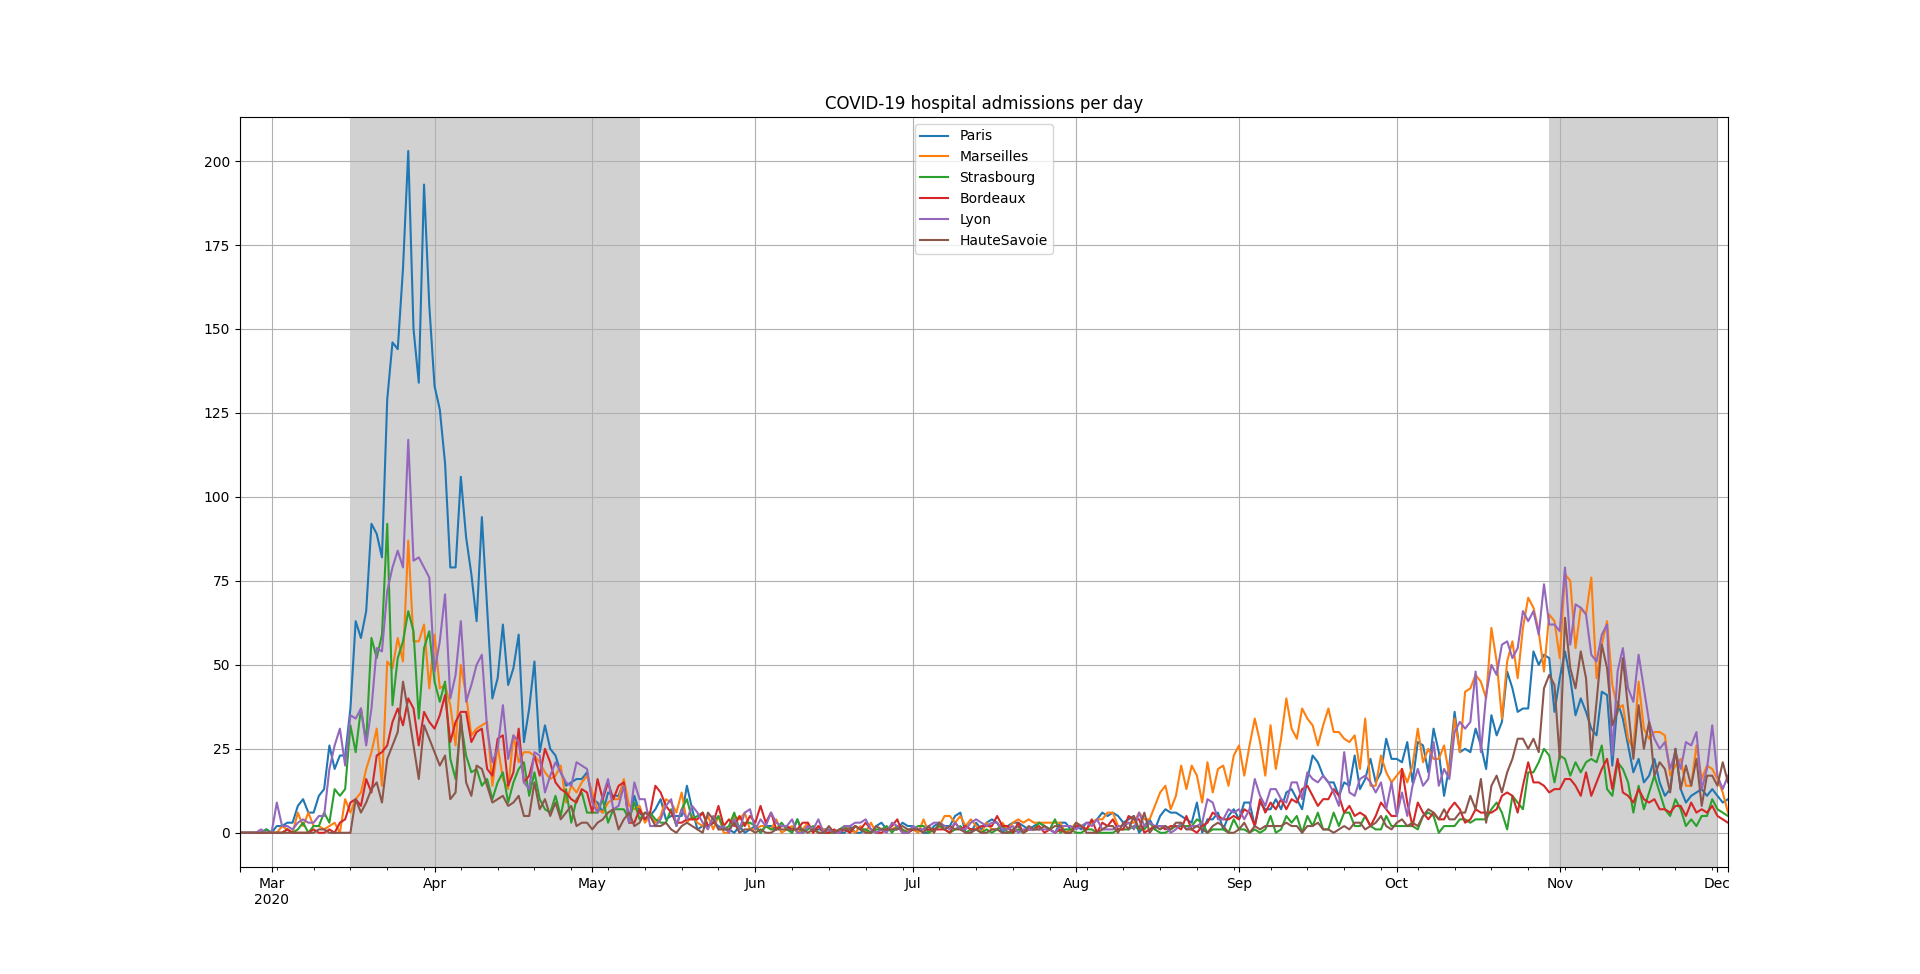 COVID-19 hospital admissions per day
Paris
Marseilles
Strasbourg
Bordeaux
Lyon
HauteSavoie
200
175
150
125
100
75
50
25
0
Mar Apr May Jun Jul Aug Sep Oct Nov Dec
2020